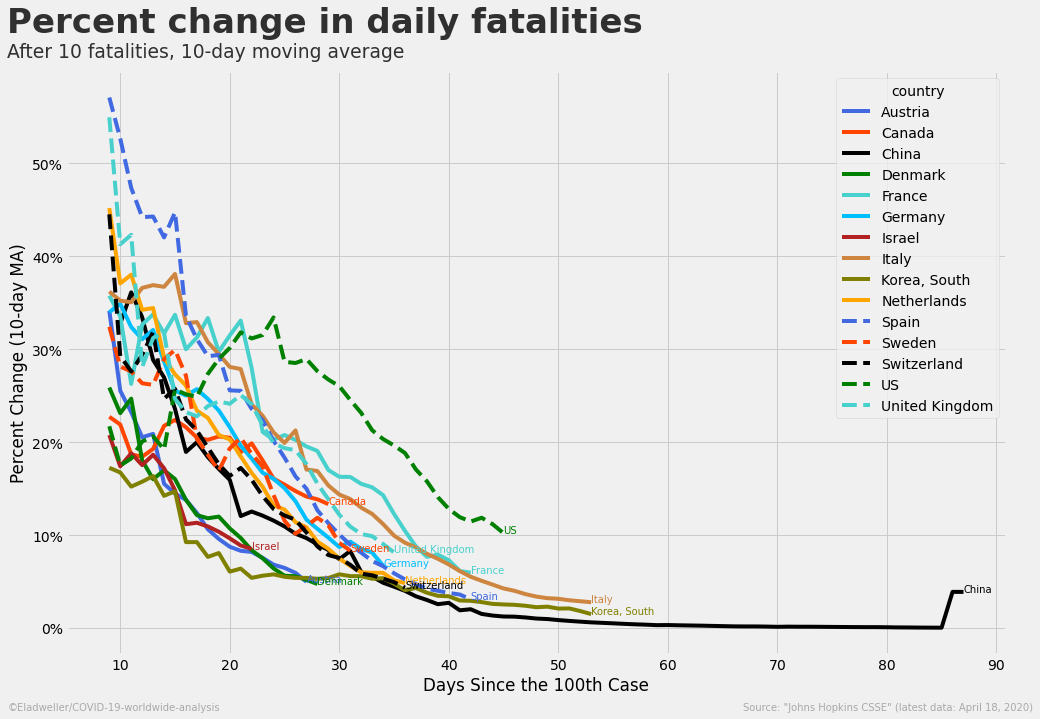 Percent change in daily fatalities
After 10 fatalities, 10-day moving average
country
Austria
Canada
China
Denmark
France
Germany
Israel
Italy
Korea, South
Netherlands
Spain
Sweden
Switzerland
US
United Kingdom
Percent Change (10-day MA)
50%
40%
30%
20%
10%
0%
Canada
US
Israel
Sweden
United Kingdom
Germany
France
Denmark
Netherlands
Switzerland
Spain
Italy
Korea, South
China
10 20 30 40 50 60 70 80 90
Days Since the 100th Case
©Eladweller/COVID-19-worldwide-analysis
Source: "Johns Hopkins CSSE" (latest data: April 18, 2020)